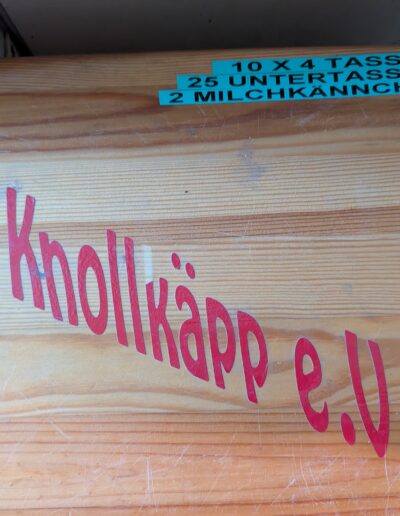 10 X 4 TASS
25 UNTERTASS
2 MILCHKÄNNCH
Knollkäpp e.V